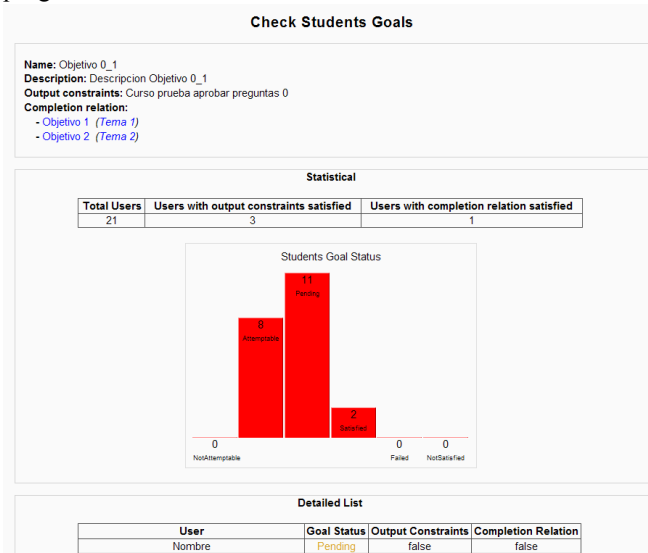 Check Students Goals
Name: Objetivo 0_1
Description: Descripcion Objetivo 0_1
Output constraints: Curso prueba aprobar preguntas 0
Completion relation:
- Objetivo 1 (Tema 1)
- Objetivo 2 (Tema 2)
Statistical
Total Users Users with output constraints satisfied Users with completion relation satisfied
21 3 1
Students Goal Status
11
Pending
8
Attemptable
2
Satisfied
0 0 0
NotAttemptable Failed NotSatisfied
Detailed List
User Goal Status Output Constraints Completion Relation
Nombre Pending false false